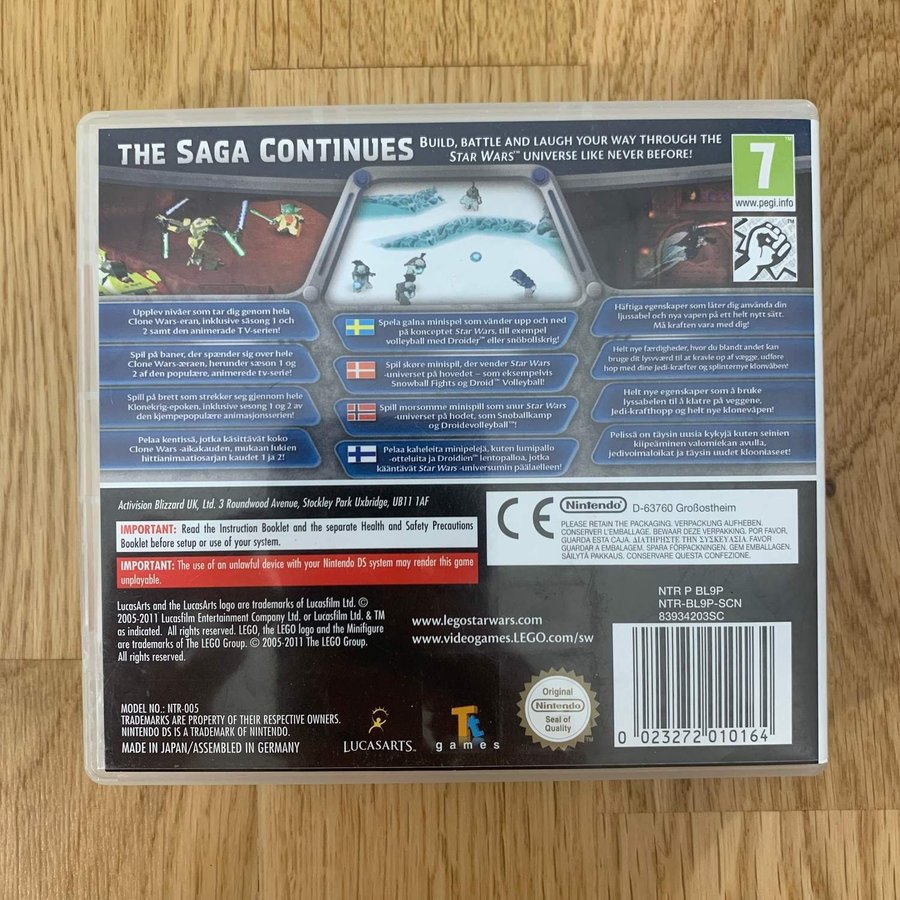 THE SAGA CONTINUES
BUILD, BATTLE AND LAUGH YOUR WAY THROUGH THE
STAR WARS™ UNIVERSE LIKE NEVER BEFORE!
7
™
www.pegi.info
™
Upplev nivåer som tar dig genom hela
Clone Wars-eran, inklusive säsong 1 och
2 samt den animerade TV-serien!
Spela galna minispel som vänder upp och ned
på konceptet Star Wars, till exempel
volleyball med Droider™ eller snöbollskrig!
Häftiga egenskaper som låter dig använda din
ljussabel och nya vapen på ett helt nytt sätt.
Må kraften vara med dig!
Spil på baner, der spænder sig over hele
Clone Wars-æraen, herunder sæson 1 og
2 af den populære, animerede tv-serie!
Spil skøre minispil, der vender Star Wars
-universet på hovedet – som eksempelvis
Snowball Fights og Droid™ Volleyball!
Helt nye færdigheder, hvor du blandt andet kan
bruge dit lyssværd til at kravle op af vægge, udføre
hop med dine Jedi-kræfter og splinternye klonvåben!
Spill på brett som strekker seg gjennom hele
Klonekrig-epoken, inklusive sesong 1 og 2 av
den kjempepopulære animasjonsserien!
Spill morsomme minispill som snur Star Wars
-universet på hodet, som Snoballkamp
og Droidevolleyball™!
Helt nye egenskaper som å bruke
lyssabelen til å klatre på veggene,
Jedi-krafthopp og helt nye klonevåpen!
Pelaa kentissä, jotka käsittävät koko
Clone Wars -aikakauden, mukaan lukien
hittianimaatiosarjan kaudet 1 ja 2!
Pelaa kaheleita minipelejä, kuten lumipallo
-otteluita ja Droidien™ lentopalloa, jotka
kääntävät Star Wars -universumin päälaelleen!
Pelissä on täysin uusia kykyjä kuten seinien
kiipeäminen valomiekan avulla,
jedivoimaloikat ja täysin uudet klooniaseet!
Activision Blizzard UK, Ltd. 3 Roundwood Avenue, Stockley Park Uxbridge, UB11 1AF
IMPORTANT: Read the Instruction Booklet and the separate Health and Safety Precautions
Booklet before setup or use of your system.
IMPORTANT: The use of an unlawful device with your Nintendo DS system may render this game
unplayable.
CE
Nintendo®
D-63760 Großostheim
PLEASE RETAIN THE PACKAGING. VERPACKUNG AUFHEBEN.
CONSERVER L'EMBALLAGE. BEWAAR DEZE VERPAKKING. POR FAVOR,
GUARDA ESTA CAJA. ΔΙΑΤΗΡΗΣΤΕ ΤΗΝ ΣΥΣΚΕΥΑΣΙΑ. FAVOR
GUARDAR A EMBALAGEM. SPARA FÖRPACKNINGEN. GEM EMBALLAGEN.
SÄILYTÄ PAKKAUS. CONSERVARE QUESTA CONFEZIONE.
NTR P BL9P
NTR-BL9P-SCN
83934203SC
LucasArts and the LucasArts logo are trademarks of Lucasfilm Ltd. ©
2005-2011 Lucasfilm Entertainment Company Ltd. or Lucasfilm Ltd. & TM
as indicated. All rights reserved. LEGO, the LEGO logo and the Minifigure
are trademarks of The LEGO Group. © 2005-2011 The LEGO Group.
All rights reserved.
www.legostarwars.com
www.videogames.LEGO.com/sw
MODEL NO.: NTR-005
TRADEMARKS ARE PROPERTY OF THEIR RESPECTIVE OWNERS.
NINTENDO DS IS A TRADEMARK OF NINTENDO.
MADE IN JAPAN/ASSEMBLED IN GERMANY
LUCASARTS™
Tt
games
Original
Nintendo®
Seal of
Quality
™
0 023272 010164